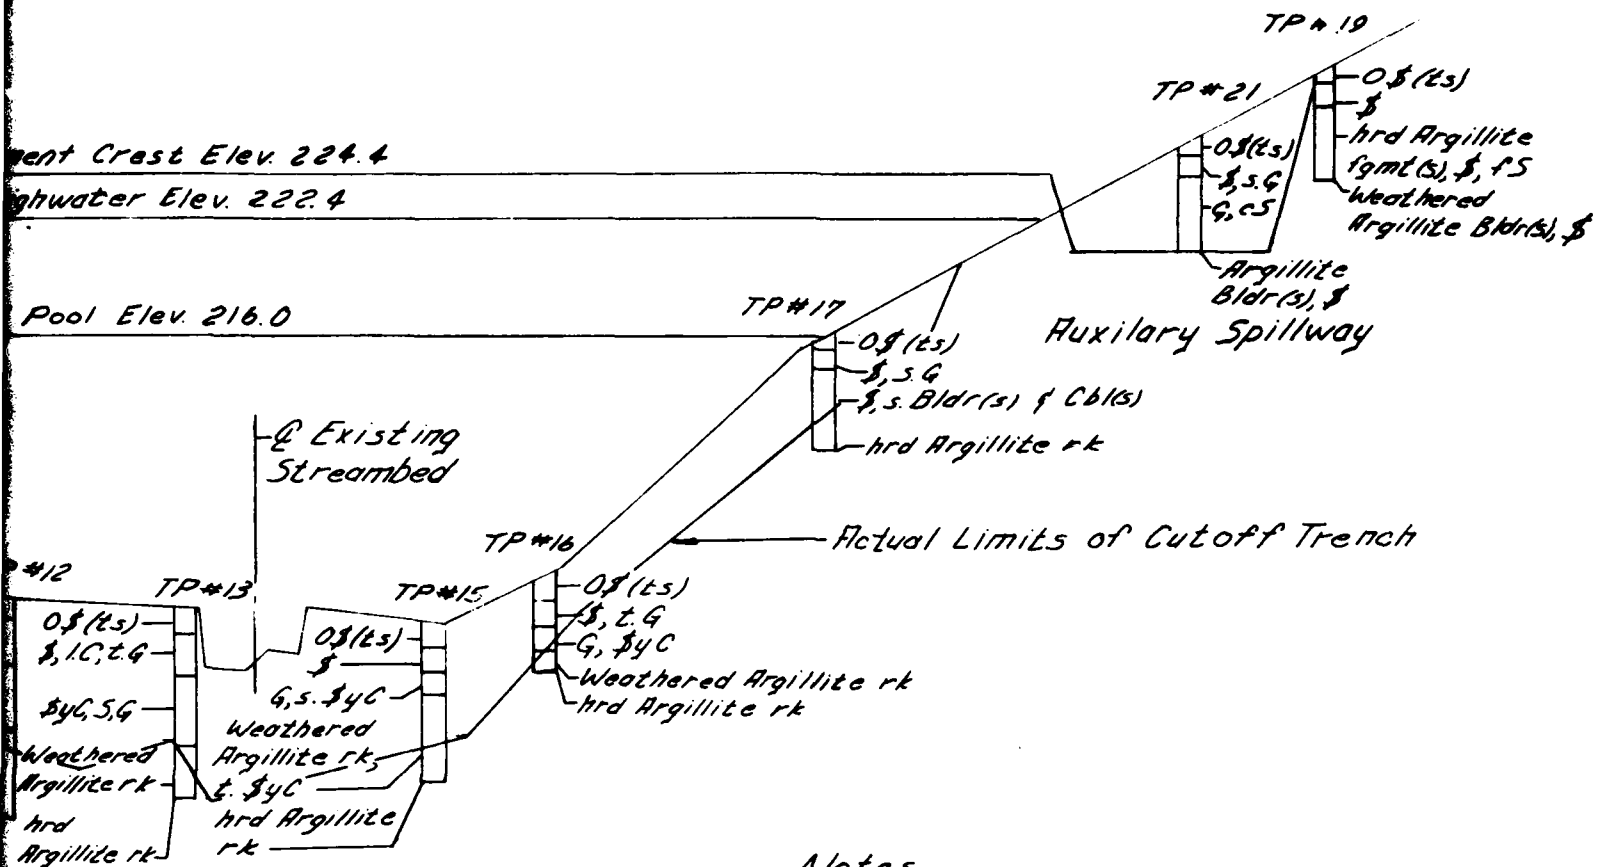 TP # 19
O$(ts)
$
hrd Argillite
fgmt(s), $, fS
Weathered
Argillite Bldr(s), $
TP #21
O$(ts)
$, s.G
G, cS
Argillite
Bldr(s), $
Auxilary Spillway
Crest Elev. 224.4
Elev. 222.4
Pool Elev. 216.0
TP #17
O$(ts)
$, s.G
$, s. Bldr(s) & Cbl(s)
hrd Argillite rk
℄ Existing
Streambed
Actual Limits of Cutoff Trench
TP #16
O$(ts)
$, t.G
G, $yC
Weathered Argillite rk
hrd Argillite rk
#12
TP #13
O$(ts)
$, l.C, t.G
$yC, S, G
Weathered
Argillite rk
hrd
Argillite rk
TP #15
O$(ts)
$
G, s. $yC
Weathered
Argillite rk,
t. $yC
hrd Argillite
rk
Notes